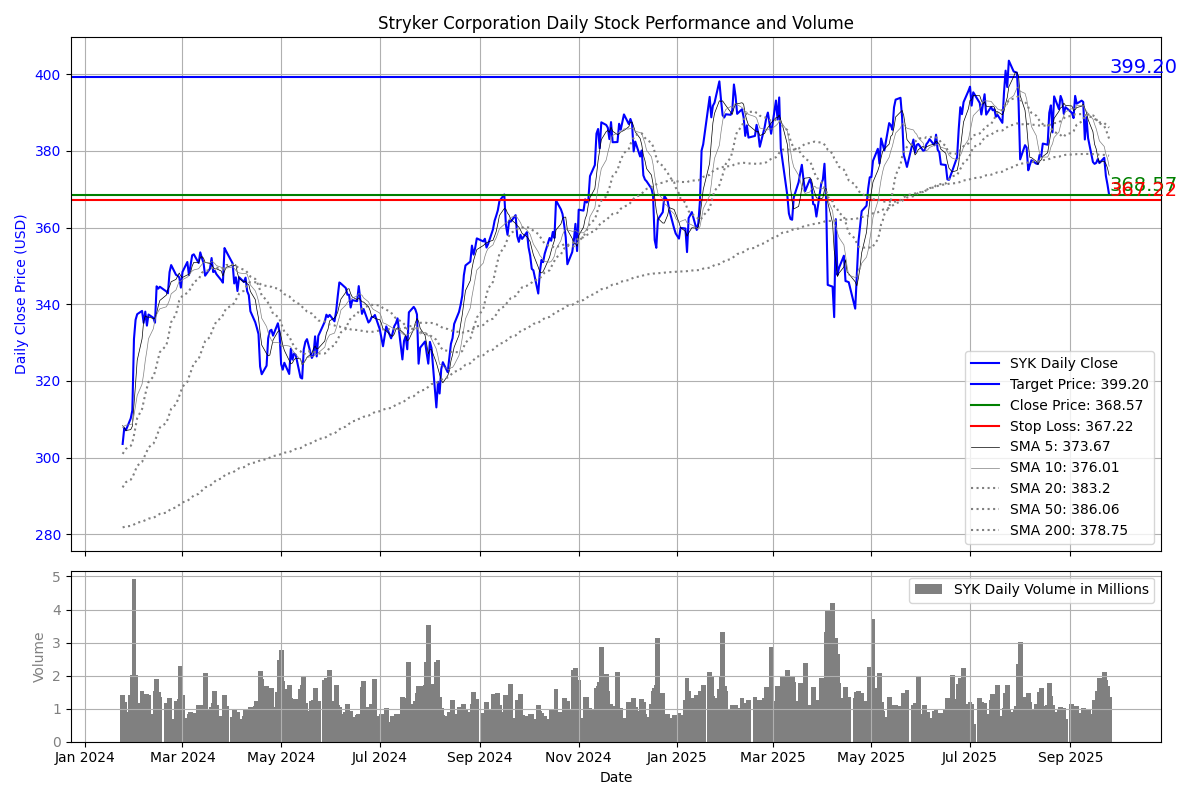 Stryker Corporation Daily Stock Performance and Volume
Daily Close Price (USD)
400
380
360
340
320
300
280
399.20
368.57
367.22
SYK Daily Close
Target Price: 399.20
Close Price: 368.57
Stop Loss: 367.22
SMA 5: 373.67
SMA 10: 376.01
SMA 20: 383.2
SMA 50: 386.06
SMA 200: 378.75
Volume
5
4
3
2
1
0
SYK Daily Volume in Millions
Jan 2024
Mar 2024
May 2024
Jul 2024
Sep 2024
Nov 2024
Jan 2025
Mar 2025
May 2025
Jul 2025
Sep 2025
Date